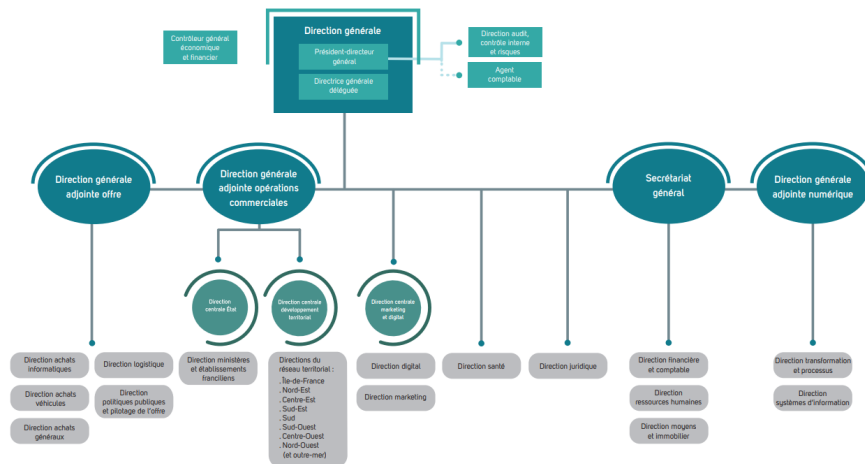 Contrôleur général
économique
et financier
Direction générale
Président-directeur
général
Directrice générale
déléguée
Direction audit,
contrôle interne
et risques
Agent
comptable
Direction générale
adjointe offre
Direction générale
adjointe opérations
commerciales
Secrétariat
général
Direction générale
adjointe numérique
Direction
centrale État
Direction centrale
développement
territorial
Direction centrale
marketing
et digital
Direction achats
informatiques
Direction logistique
Direction achats
véhicules
Direction
politiques publiques
et pilotage de l'offre
Direction achats
généraux
Direction ministères
et établissements
franciliens
Directions du
réseau territorial :
. Île-de-France
. Nord-Est
. Centre-Est
. Sud-Est
. Sud
. Sud-Ouest
. Centre-Ouest
. Nord-Ouest
(et outre-mer)
Direction digital
Direction marketing
Direction santé
Direction juridique
Direction financière
et comptable
Direction
ressources humaines
Direction moyens
et immobilier
Direction transformation
et processus
Direction
systèmes d'information